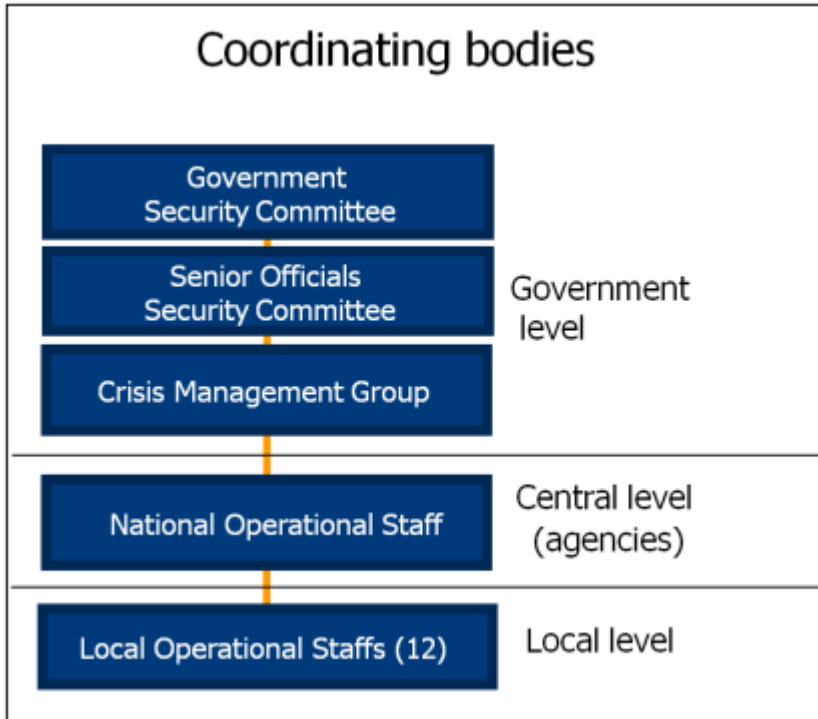 Coordinating bodies
Government
Security Committee
Senior Officials
Security Committee
Crisis Management Group
Government
level
National Operational Staff
Central level
(agencies)
Local Operational Staffs (12)
Local level